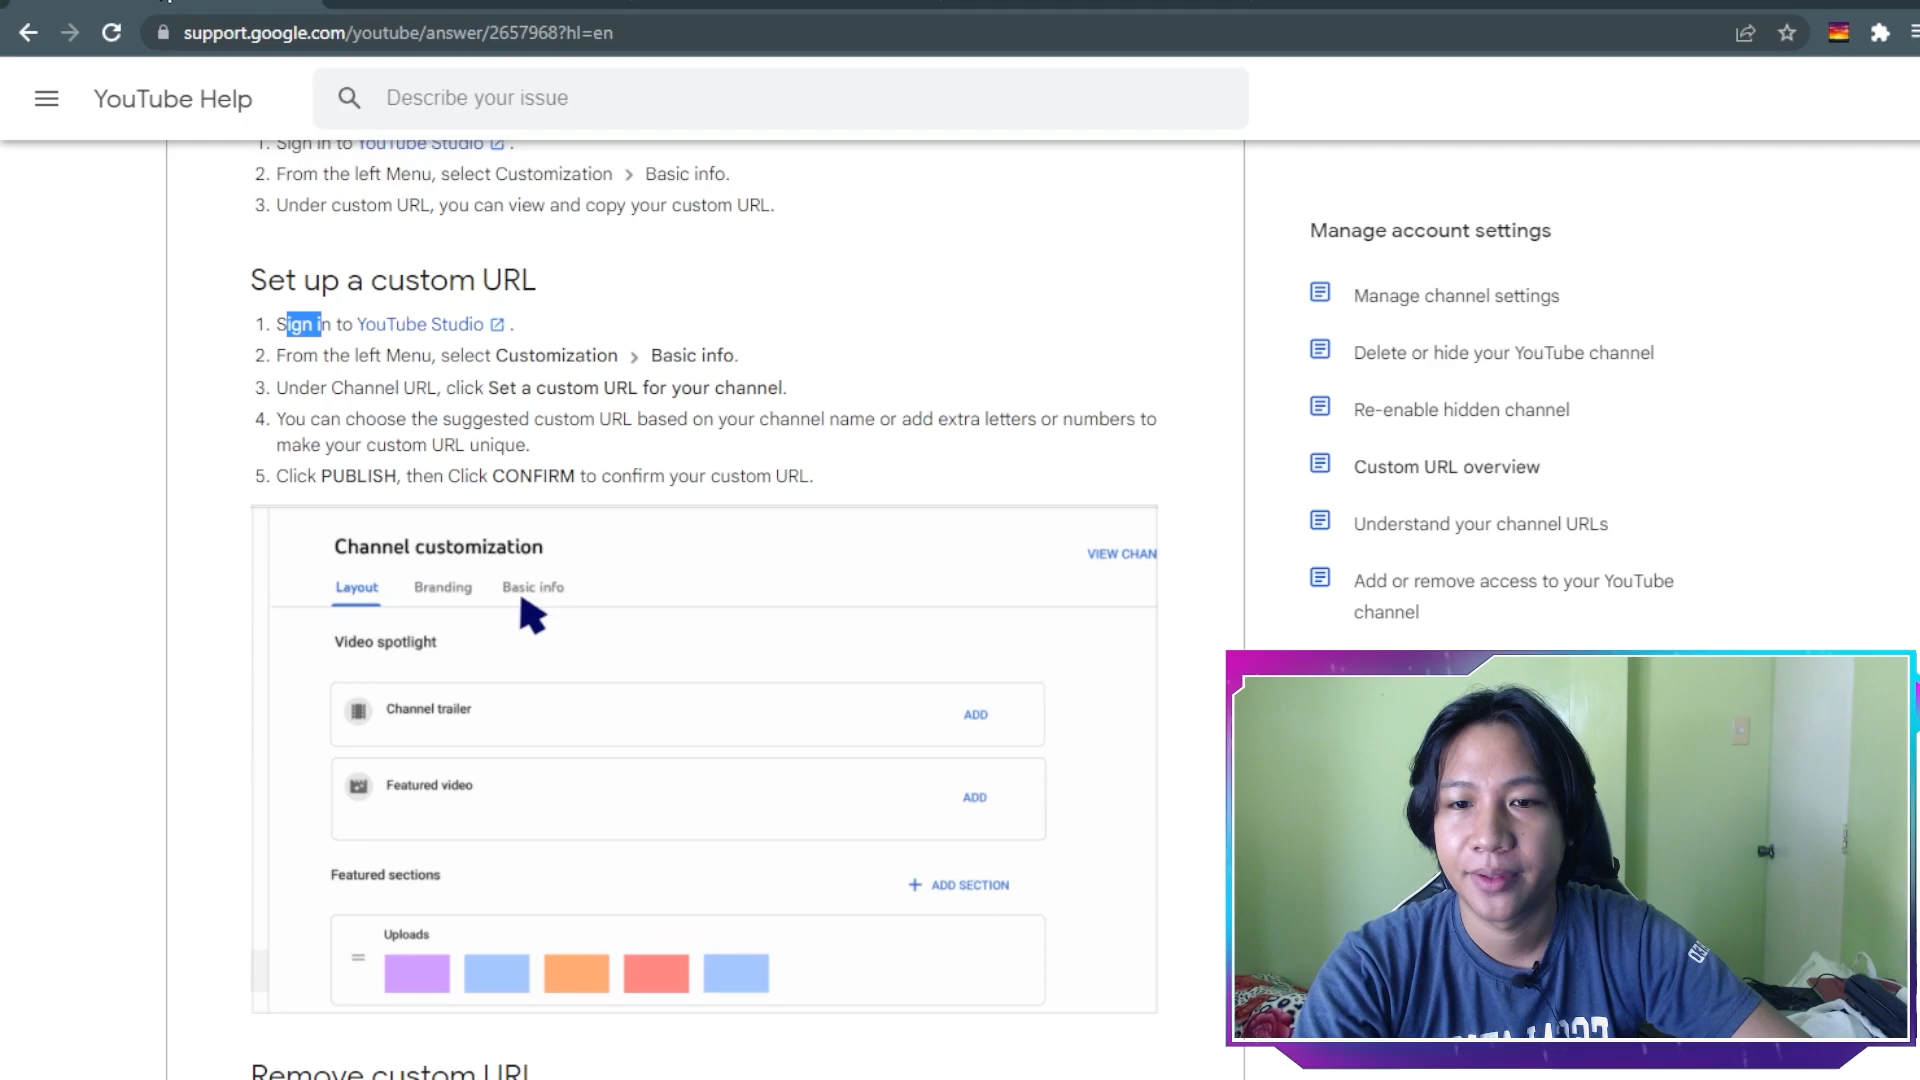 support.google.com/youtube/answer/2657968?hl=en
YouTube Help
Describe your issue
1. Sign in to YouTube Studio .
2. From the left Menu, select Customization > Basic info.
3. Under custom URL, you can view and copy your custom URL.
Set up a custom URL
1. Sign in to YouTube Studio .
2. From the left Menu, select Customization > Basic info.
3. Under Channel URL, click Set a custom URL for your channel.
4. You can choose the suggested custom URL based on your channel name or add extra letters or numbers to
make your custom URL unique.
5. Click PUBLISH, then Click CONFIRM to confirm your custom URL.
Channel customization
VIEW CHAN
Layout Branding Basic info
Video spotlight
Channel trailer
ADD
Featured video
ADD
Featured sections
+ ADD SECTION
Uploads
Remove custom URL
Manage account settings
Manage channel settings
Delete or hide your YouTube channel
Re-enable hidden channel
Custom URL overview
Understand your channel URLs
Add or remove access to your YouTube
channel